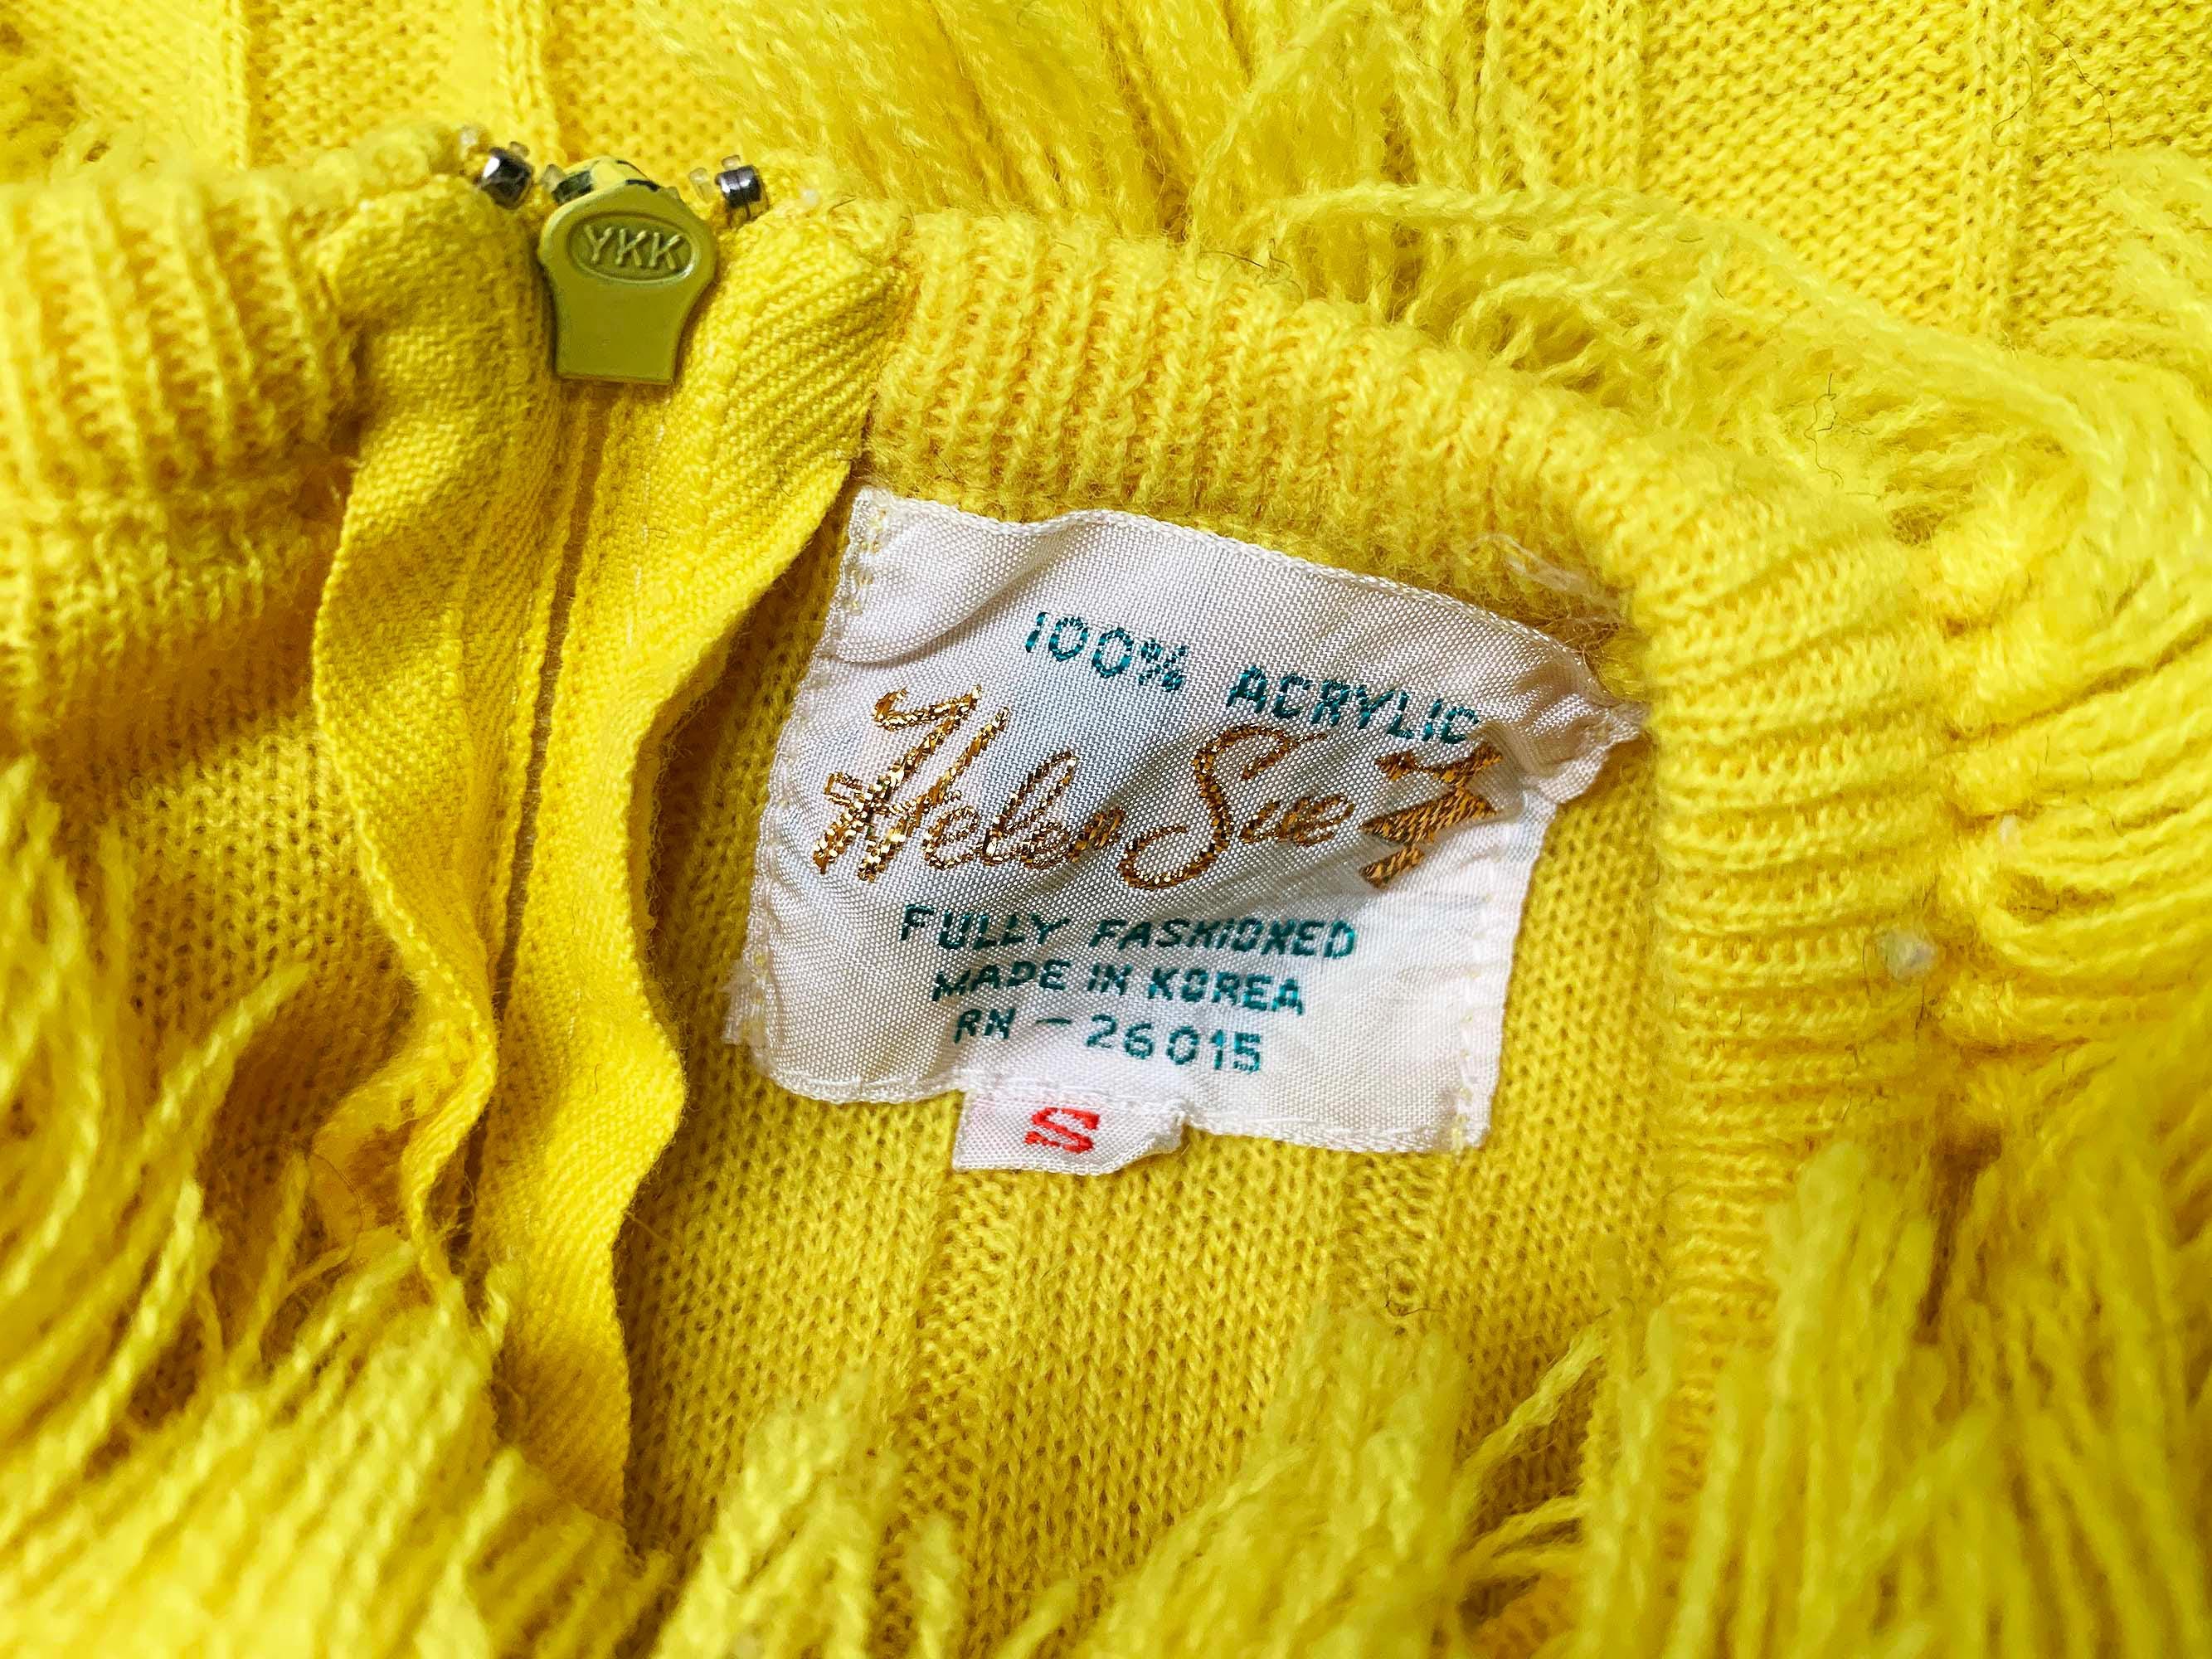 YKK
100% ACRYLIC
Helen Sue
FULLY FASHIONED
MADE IN KOREA
RN - 26015
S